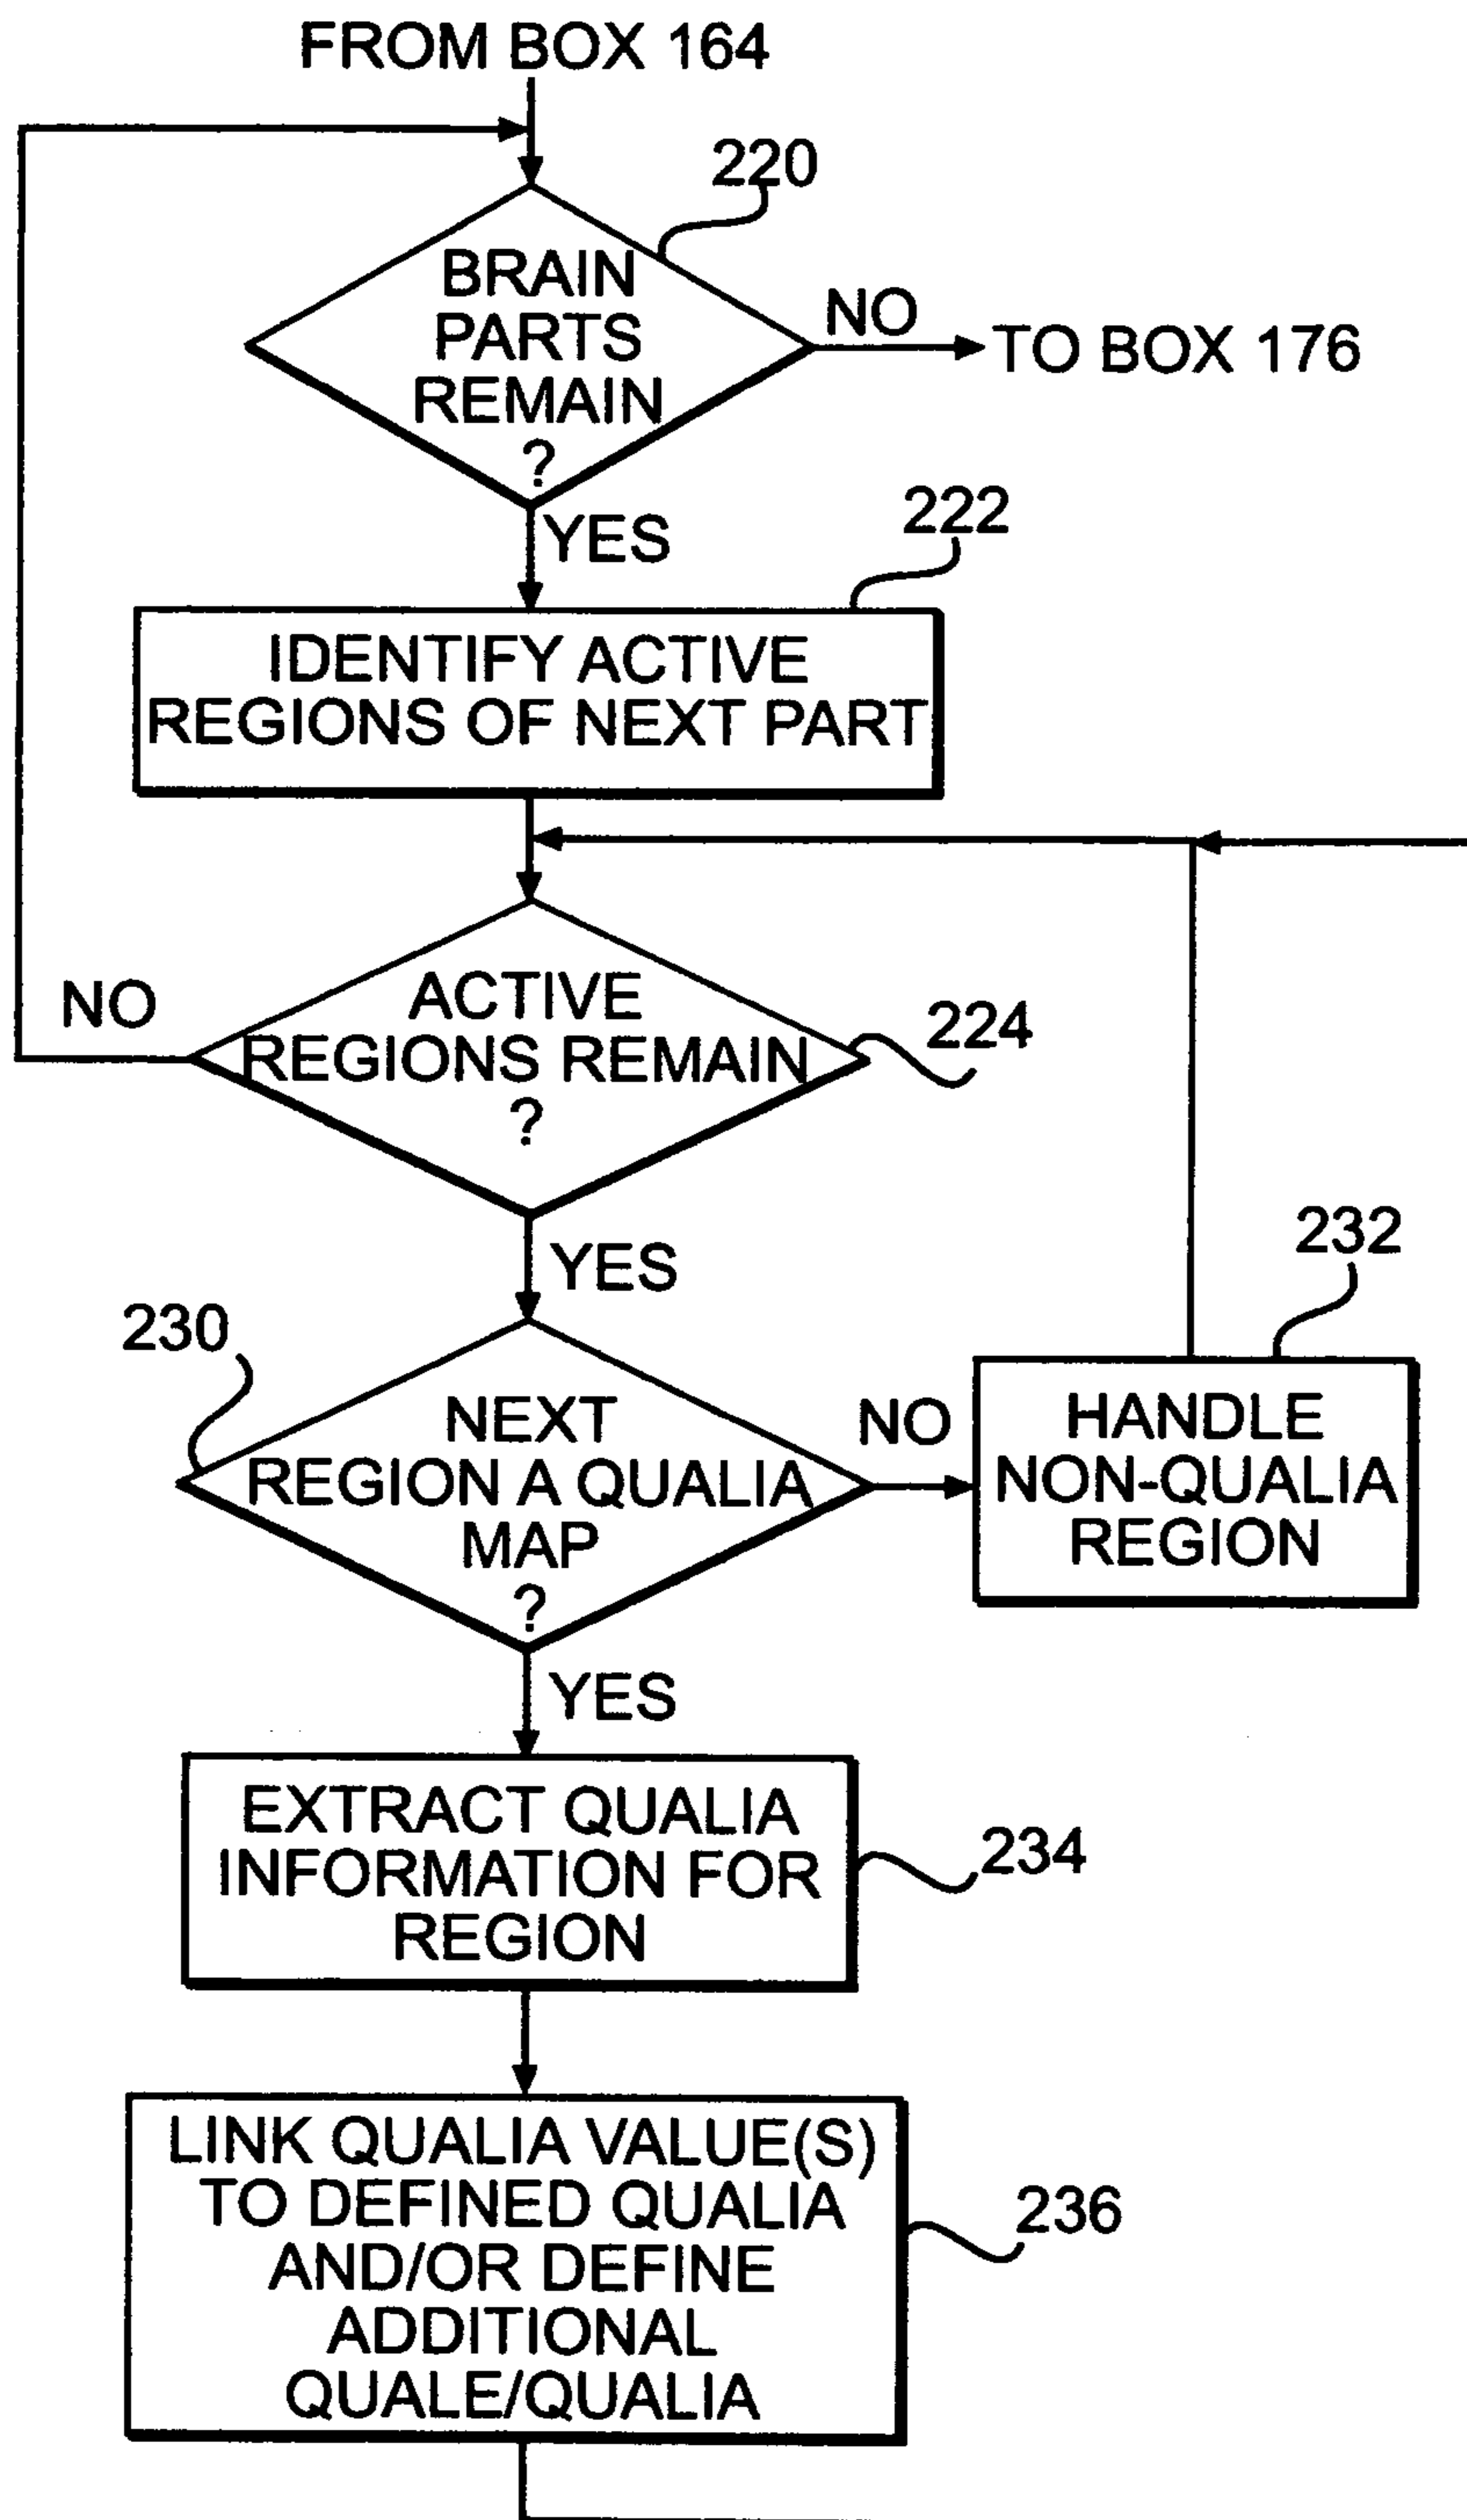 FROM BOX 164
220
BRAIN
PARTS
REMAIN
?
NO
TO BOX 176
YES
222
IDENTIFY ACTIVE
REGIONS OF NEXT PART
NO
ACTIVE
REGIONS REMAIN
?
224
YES
232
230
NEXT
REGION A QUALIA
MAP
?
NO
HANDLE
NON-QUALIA
REGION
YES
EXTRACT QUALIA
INFORMATION FOR
REGION
234
LINK QUALIA VALUE(S)
TO DEFINED QUALIA
AND/OR DEFINE
ADDITIONAL
QUALE/QUALIA
236